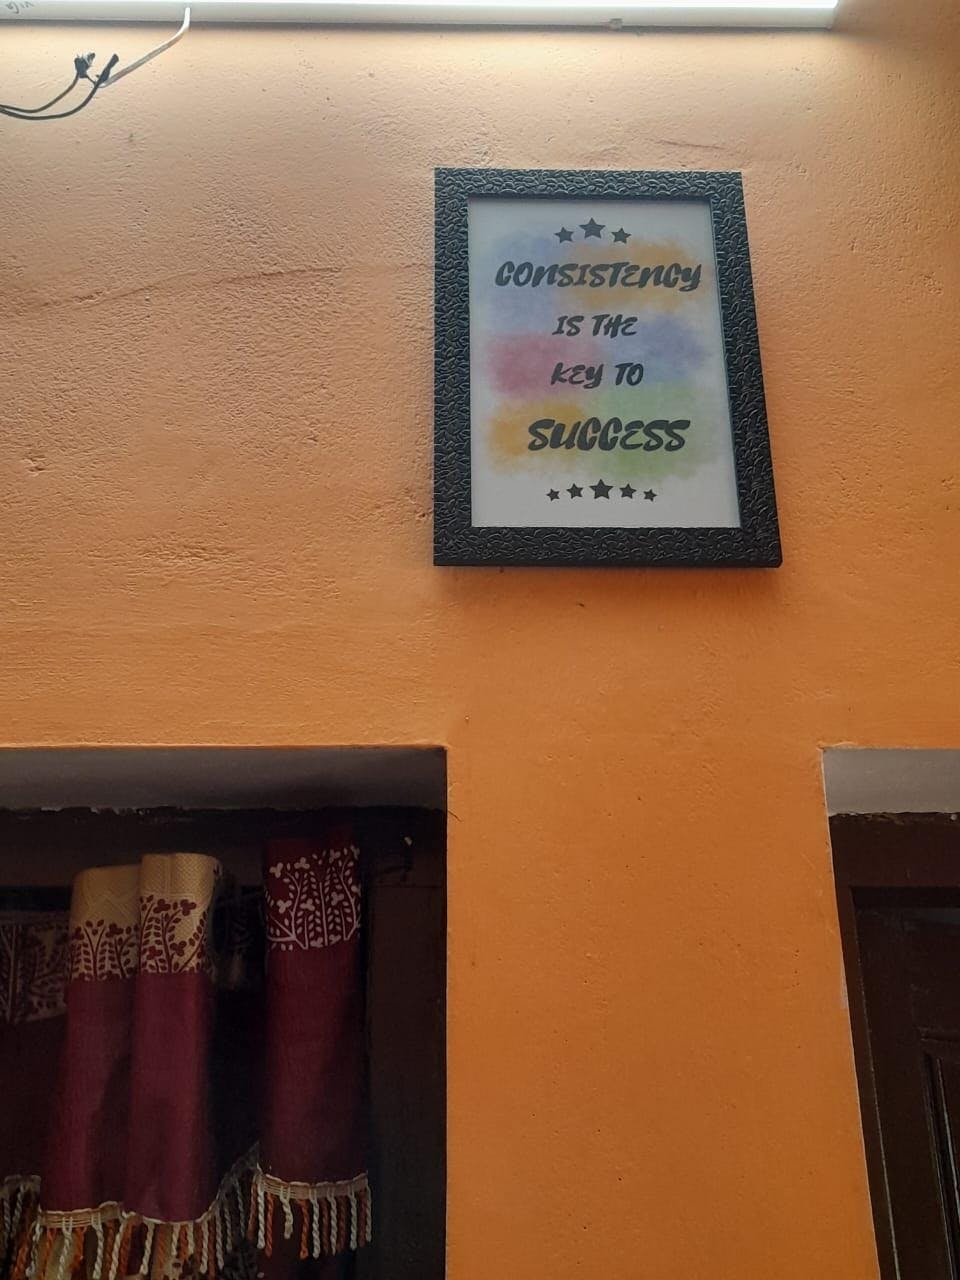 CONSISTENCY
IS THE
KEY TO
SUCCESS